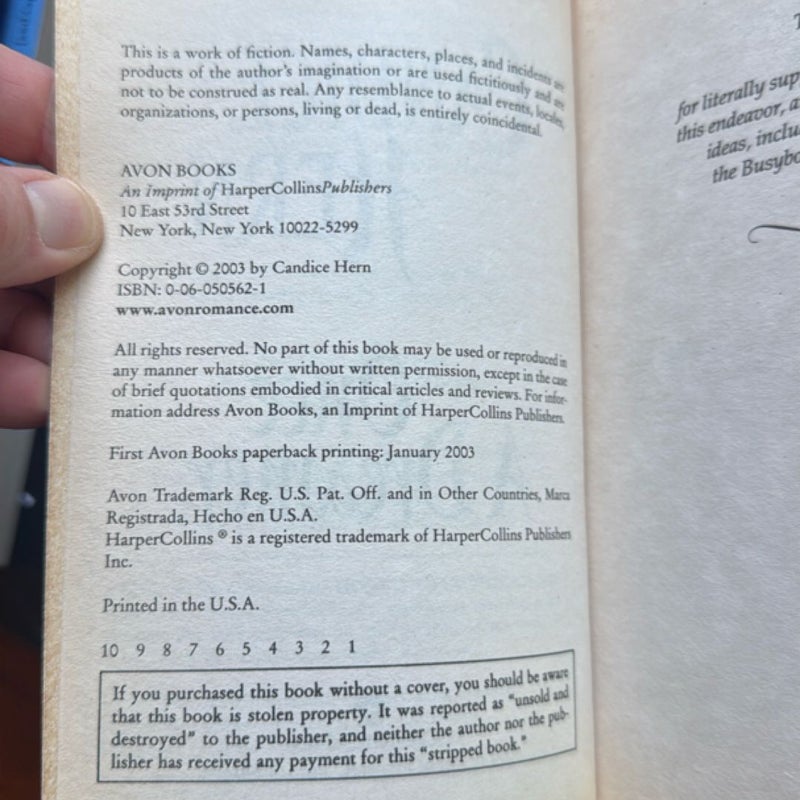 This is a work of fiction. Names, characters, places, and incidents are
products of the author's imagination or are used fictitiously and are
not to be construed as real. Any resemblance to actual events, locales,
organizations, or persons, living or dead, is entirely coincidental.
AVON BOOKS
An Imprint of HarperCollinsPublishers
10 East 53rd Street
New York, New York 10022-5299
Copyright © 2003 by Candice Hern
ISBN: 0-06-050562-1
www.avonromance.com
All rights reserved. No part of this book may be used or reproduced in
any manner whatsoever without written permission, except in the case
of brief quotations embodied in critical articles and reviews. For infor-
mation address Avon Books, an Imprint of HarperCollins Publishers.
First Avon Books paperback printing: January 2003
Avon Trademark Reg. U.S. Pat. Off. and in Other Countries, Marca
Registrada, Hecho en U.S.A.
HarperCollins ® is a registered trademark of HarperCollins Publishers
Inc.
Printed in the U.S.A.
10 9 8 7 6 5 4 3 2 1
If you purchased this book without a cover, you should be aware
that this book is stolen property. It was reported as "unsold and
destroyed" to the publisher, and neither the author nor the pub-
lisher has received any payment for this "stripped book."
for literally sup
this endeavor, a
ideas, inclu
the Busybo